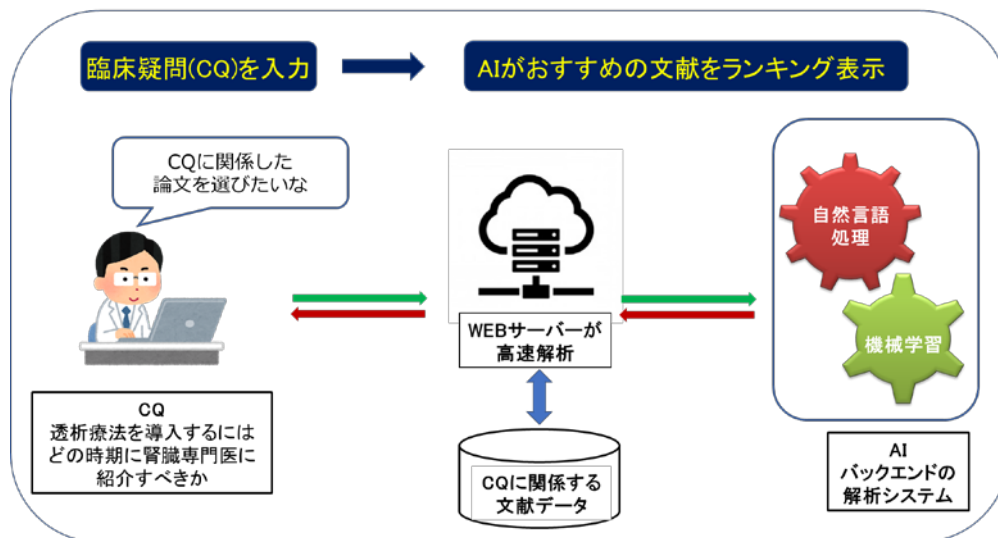 臨床疑問(CQ)を入力
AIがおすすめの文献をランキング表示
CQに関係した
論文を選びたいな
自然言語
処理
機械学習
WEBサーバーが
高速解析
CQ
透析療法を導入するには
どの時期に腎臓専門医に
紹介すべきか
CQに関係する
文献データ
AI
バックエンドの
解析システム